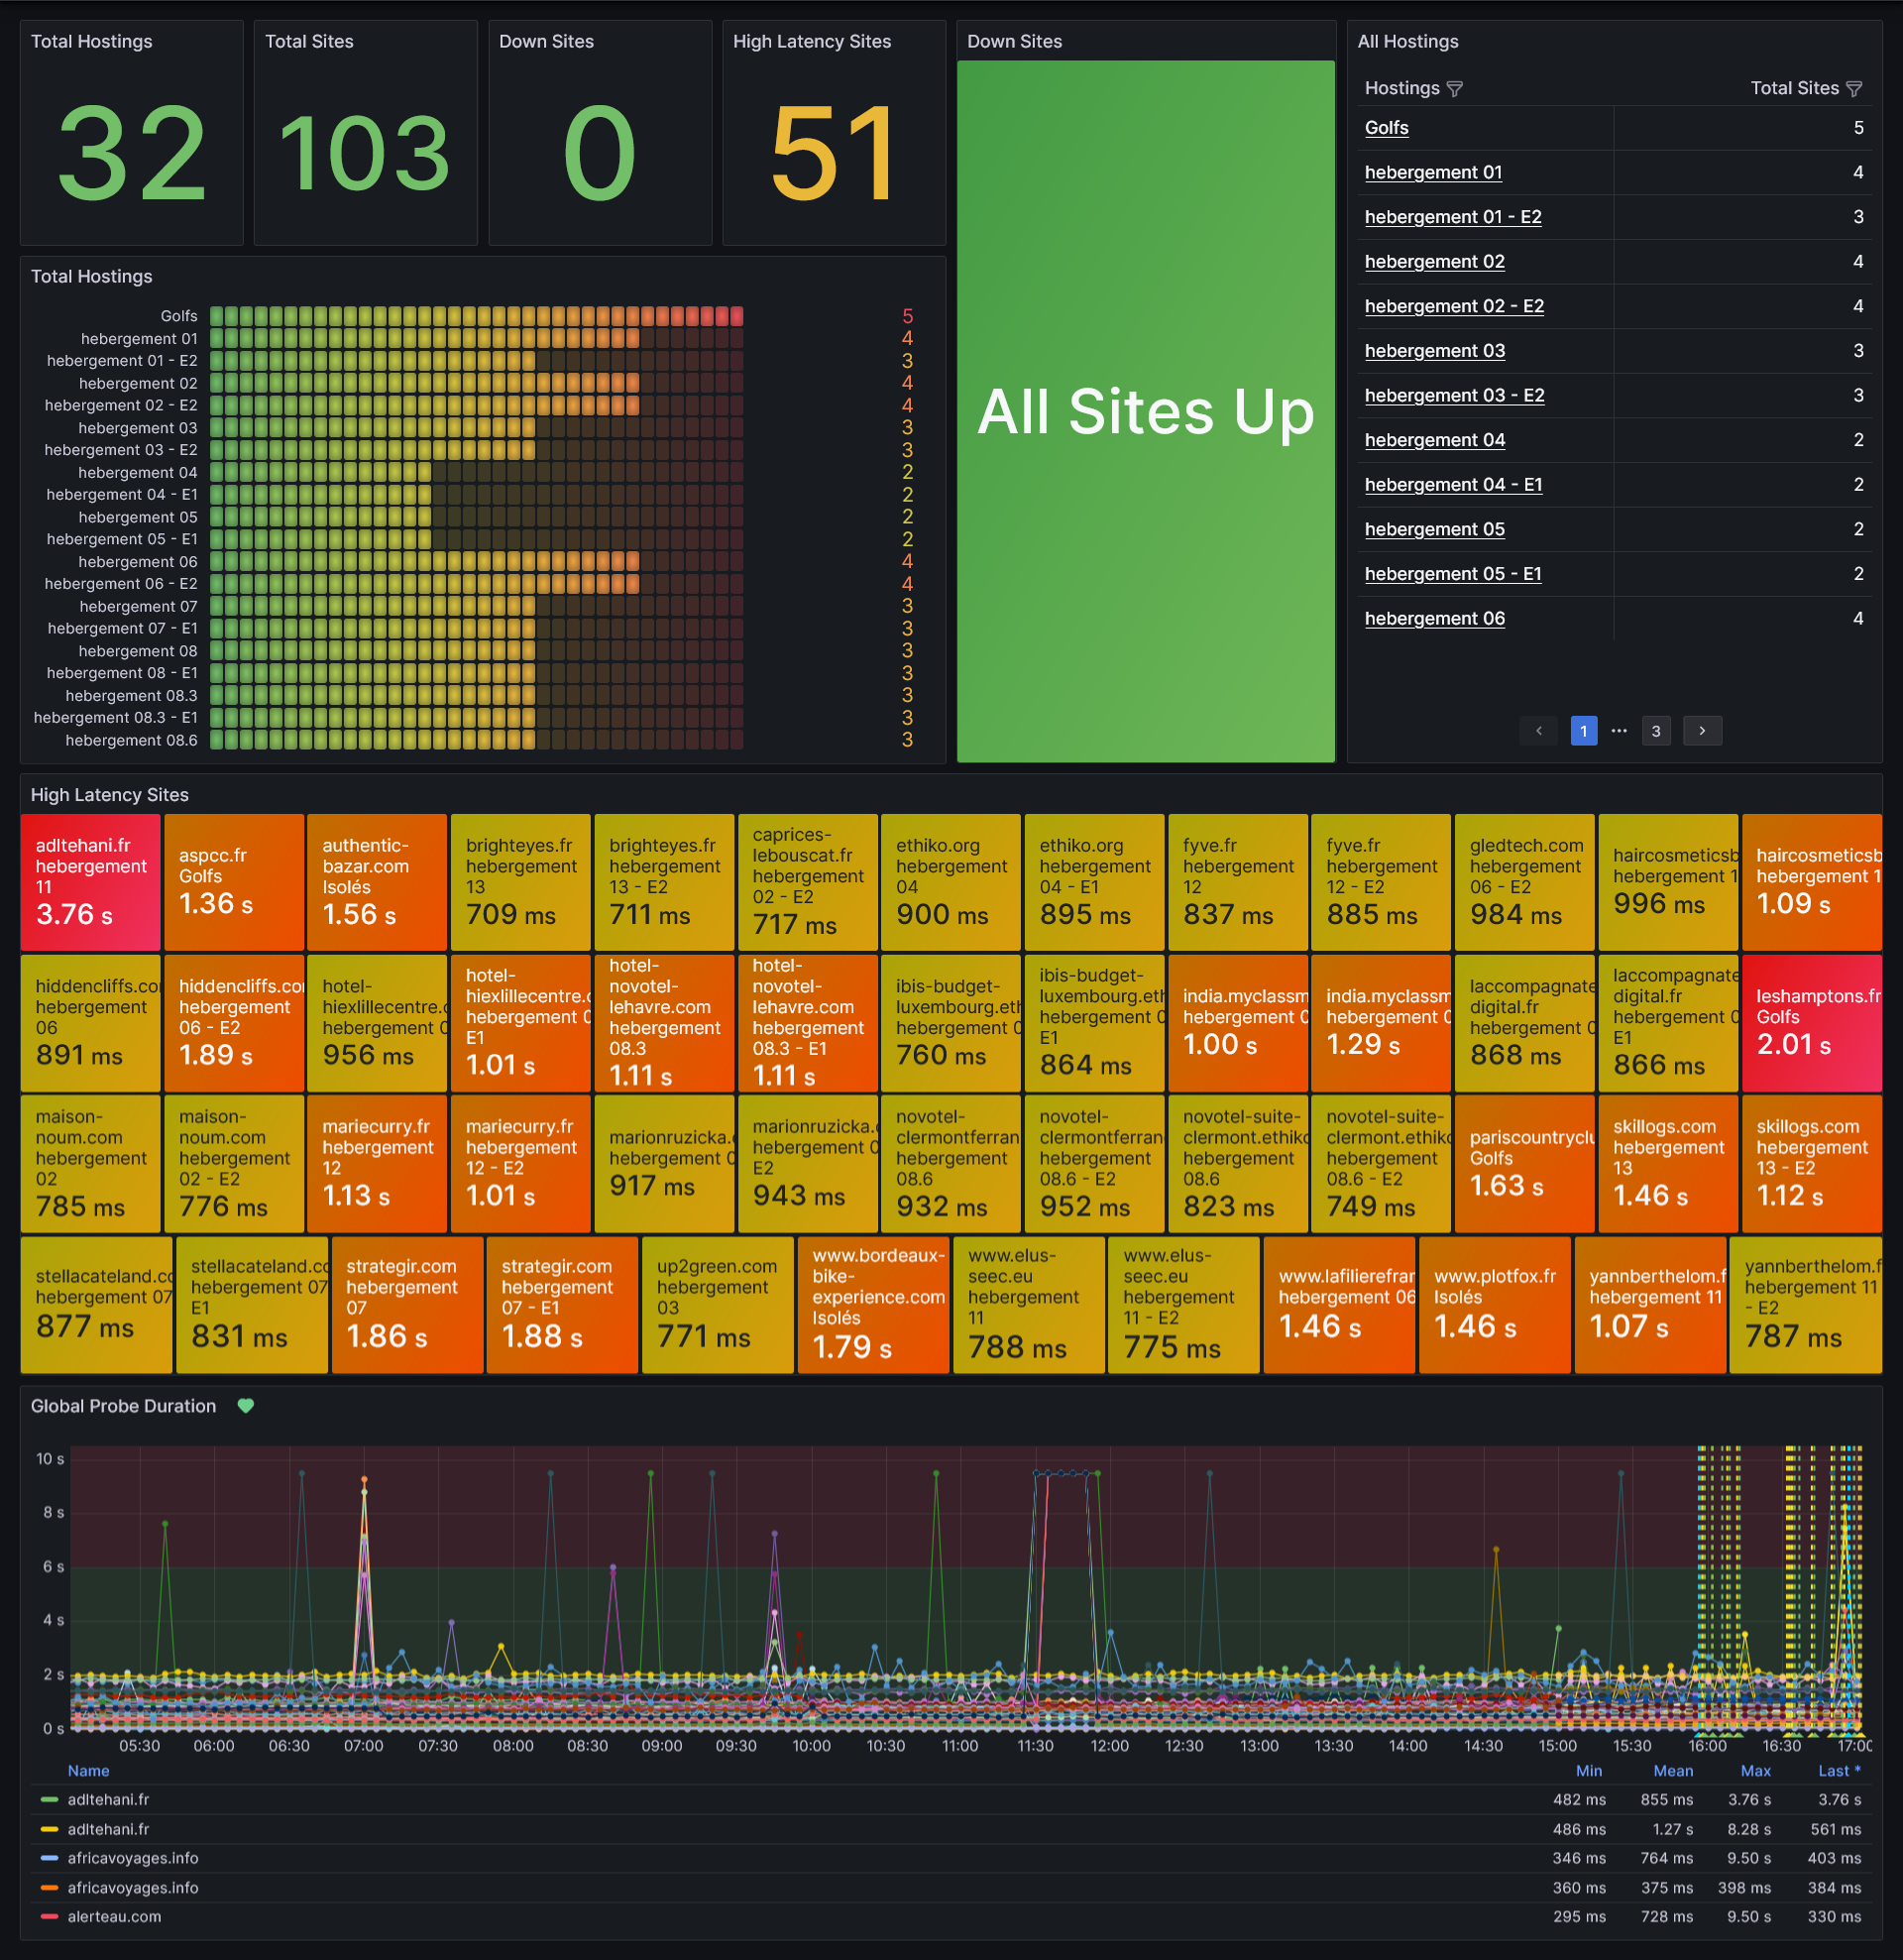 Total Hostings
32
Total Sites
103
Down Sites
0
High Latency Sites
51
Down Sites
All Sites Up
All Hostings
Hostings Total Sites
Golfs 5
hebergement 01 4
hebergement 01 - E2 3
hebergement 02 4
hebergement 02 - E2 4
hebergement 03 3
hebergement 03 - E2 3
hebergement 04 2
hebergement 04 - E1 2
hebergement 05 2
hebergement 05 - E1 2
hebergement 06 4
‹ 1 ··· 3 ›
Total Hostings
Golfs 5
hebergement 01 4
hebergement 01 - E2 3
hebergement 02 4
hebergement 02 - E2 4
hebergement 03 3
hebergement 03 - E2 3
hebergement 04 2
hebergement 04 - E1 2
hebergement 05 2
hebergement 05 - E1 2
hebergement 06 4
hebergement 06 - E2 4
hebergement 07 3
hebergement 07 - E1 3
hebergement 08 3
hebergement 08 - E1 3
hebergement 08.3 3
hebergement 08.3 - E1 3
hebergement 08.6 3
High Latency Sites
adltehani.fr
hebergement
11
3.76 s
aspcc.fr
Golfs
1.36 s
authentic-
bazar.com
Isolés
1.56 s
brighteyes.fr
hebergement
13
709 ms
brighteyes.fr
hebergement
13 - E2
711 ms
caprices-
lebouscat.fr
hebergement
02 - E2
717 ms
ethiko.org
hebergement
04
900 ms
ethiko.org
hebergement
04 - E1
895 ms
fyve.fr
hebergement
12
837 ms
fyve.fr
hebergement
12 - E2
885 ms
gledtech.com
hebergement
06 - E2
984 ms
haircosmeticsb
hebergement 1
996 ms
haircosmeticsb
hebergement 1
1.09 s
hiddencliffs.co
hebergement
06
891 ms
hiddencliffs.co
hebergement
06 - E2
1.89 s
hotel-
hiexlillecentre.c
hebergement 0
956 ms
hotel-
hiexlillecentre.c
hebergement 0
E1
1.01 s
hotel-
novotel-
lehavre.com
hebergement
08.3
1.11 s
hotel-
novotel-
lehavre.com
hebergement
08.3 - E1
1.11 s
ibis-budget-
luxembourg.eth
hebergement 0
760 ms
ibis-budget-
luxembourg.eth
hebergement 0
E1
864 ms
india.myclassm
hebergement 0
1.00 s
india.myclassm
hebergement 0
1.29 s
laccompagnate
digital.fr
hebergement 0
868 ms
laccompagnate
digital.fr
hebergement 0
E1
866 ms
leshamptons.fr
Golfs
2.01 s
maison-
noum.com
hebergement
02
785 ms
maison-
noum.com
hebergement
02 - E2
776 ms
mariecurry.fr
hebergement
12
1.13 s
mariecurry.fr
hebergement
12 - E2
1.01 s
marionruzicka.
hebergement 0
917 ms
marionruzicka.
hebergement 0
E2
943 ms
novotel-
clermontferran
hebergement
08.6
932 ms
novotel-
clermontferran
hebergement
08.6 - E2
952 ms
novotel-suite-
clermont.ethik
hebergement
08.6
823 ms
novotel-suite-
clermont.ethik
hebergement
08.6 - E2
749 ms
pariscountryclu
Golfs
1.63 s
skillogs.com
hebergement
13
1.46 s
skillogs.com
hebergement
13 - E2
1.12 s
stellacateland.co
hebergement 07
877 ms
stellacateland.co
hebergement 07
E1
831 ms
strategir.com
hebergement
07
1.86 s
strategir.com
hebergement
07 - E1
1.88 s
up2green.com
hebergement
03
771 ms
www.bordeaux-
bike-
experience.com
Isolés
1.79 s
www.elus-
seec.eu
hebergement
11
788 ms
www.elus-
seec.eu
hebergement
11 - E2
775 ms
www.lafilierefrar
hebergement 06
1.46 s
www.plotfox.fr
Isolés
1.46 s
yannberthelom.f
hebergement 11
1.07 s
yannberthelom.f
hebergement 11
- E2
787 ms
Global Probe Duration
10 s
8 s
6 s
4 s
2 s
0 s
05:30 06:00 06:30 07:00 07:30 08:00 08:30 09:00 09:30 10:00 10:30 11:00 11:30 12:00 12:30 13:00 13:30 14:00 14:30 15:00 15:30 16:00 16:30 17:00
Name Min Mean Max Last *
adltehani.fr 482 ms 855 ms 3.76 s 3.76 s
adltehani.fr 486 ms 1.27 s 8.28 s 561 ms
africavoyages.info 346 ms 764 ms 9.50 s 403 ms
africavoyages.info 360 ms 375 ms 398 ms 384 ms
alerteau.com 295 ms 728 ms 9.50 s 330 ms